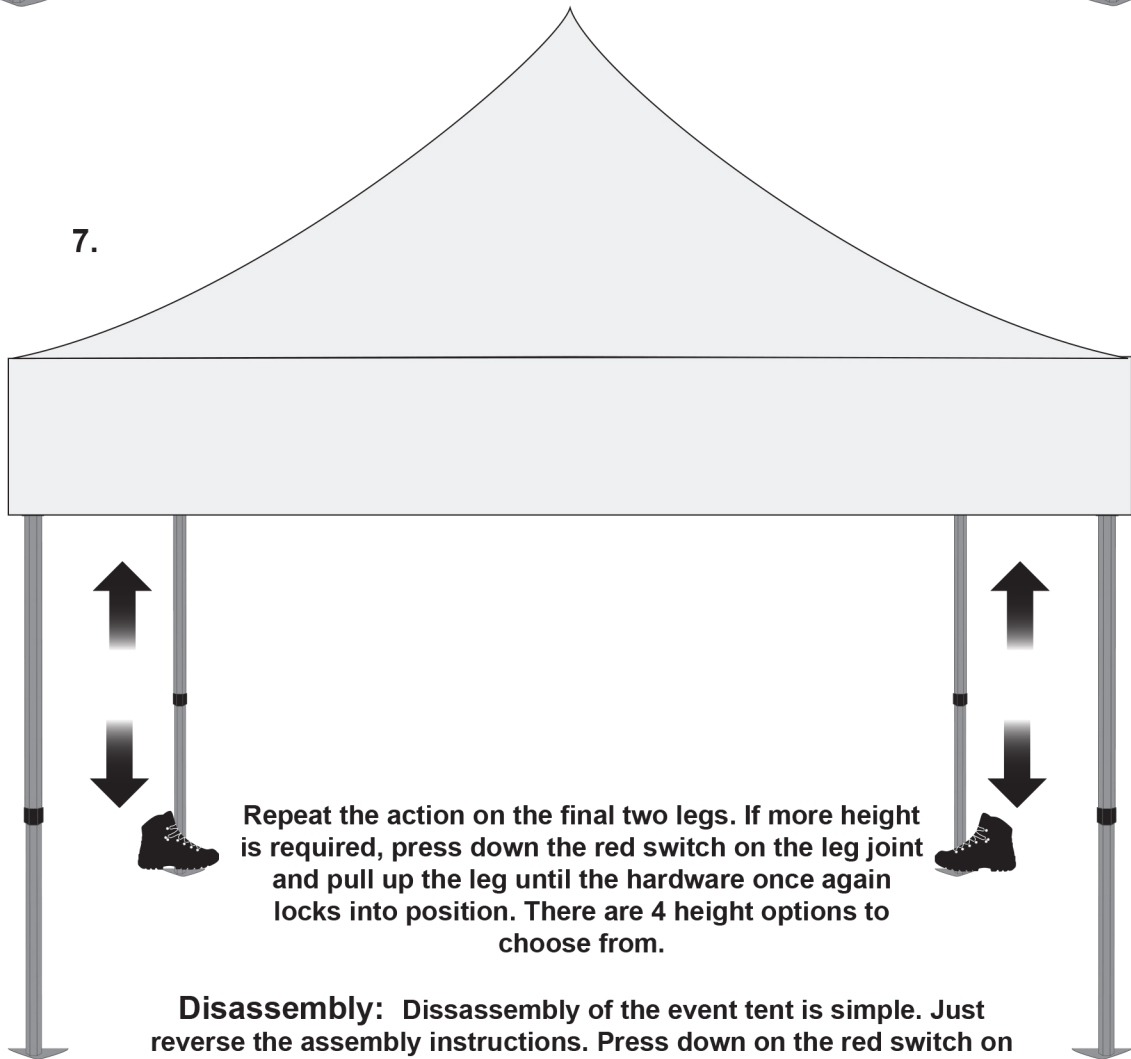 7.
Repeat the action on the final two legs. If more height
is required, press down the red switch on the leg joint
and pull up the leg until the hardware once again
locks into position. There are 4 height options to
choose from.
Disassembly: Dissassembly of the event tent is simple. Just
reverse the assembly instructions. Press down on the red switch on